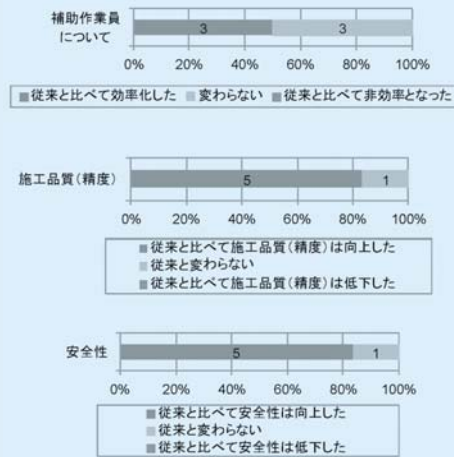 補助作業員
について
3 3
0% 20% 40% 60% 80% 100%
■従来と比べて効率化した ■変わらない ■従来と比べて非効率となった
施工品質(精度)
5 1
0% 20% 40% 60% 80% 100%
■従来と比べて施工品質(精度)は向上した
■従来と変わらない
■従来と比べて施工品質(精度)は低下した
安全性
5 1
0% 20% 40% 60% 80% 100%
■従来と比べて安全性は向上した
■従来と変わらない
■従来と比べて安全性は低下した